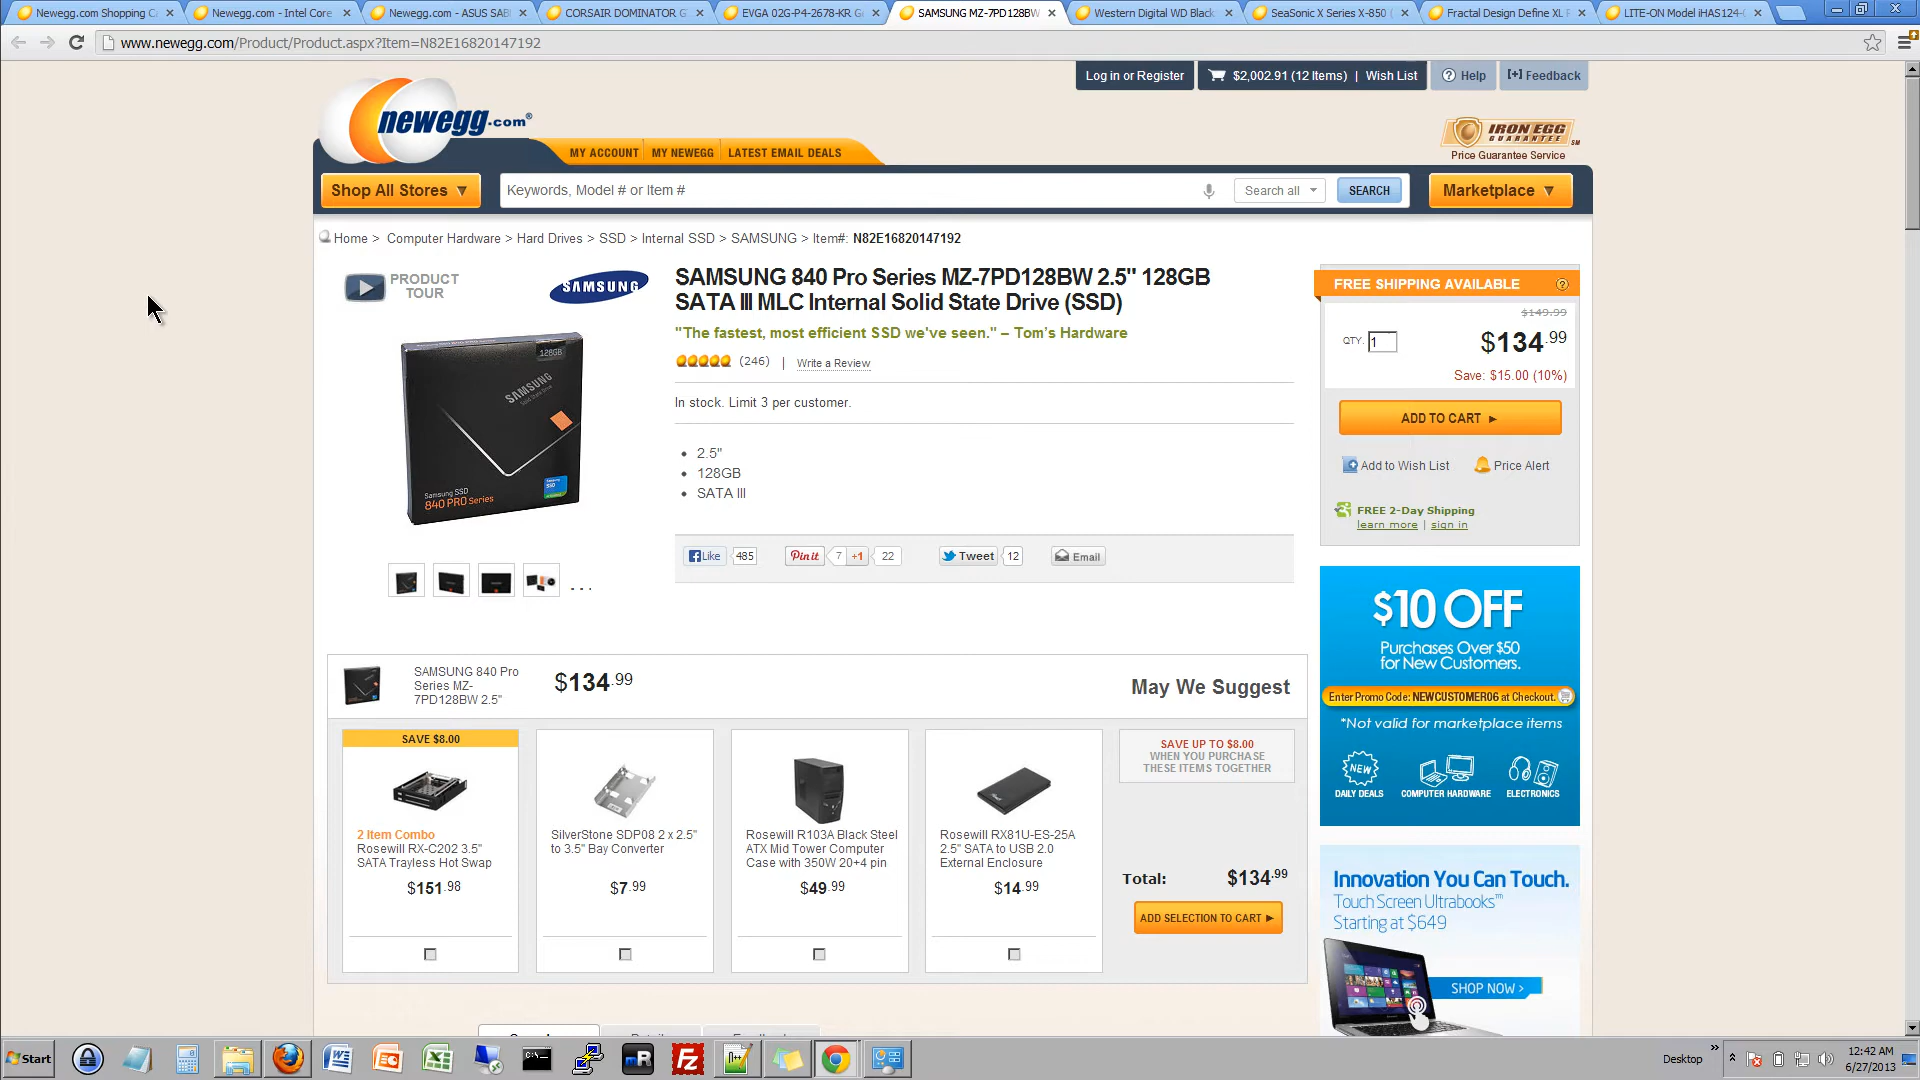 Newegg.com Shopping C
Newegg.com - Intel Core
Newegg.com - ASUS SAB
CORSAIR DOMINATOR G
EVGA 02G-P4-2678-KR G
SAMSUNG MZ-7PD128BW
Western Digital WD Black
SeaSonic X Series X-850 (
Fractal Design Define XL F
LITE-ON Model iHAS124-
www.newegg.com/Product/Product.aspx?Item=N82E16820147192
Log in or Register
$2,002.91 (12 Items) | Wish List
Help
[+] Feedback
newegg.com®
IRON EGG
GUARANTEE
Price Guarantee Service
MY ACCOUNT
MY NEWEGG
LATEST EMAIL DEALS
Shop All Stores
Keywords, Model # or Item #
Search all
SEARCH
Marketplace
Home > Computer Hardware > Hard Drives > SSD > Internal SSD > SAMSUNG > Item#: N82E16820147192
PRODUCT
TOUR
SAMSUNG
SAMSUNG 840 Pro Series MZ-7PD128BW 2.5" 128GB
SATA III MLC Internal Solid State Drive (SSD)
"The fastest, most efficient SSD we've seen." – Tom's Hardware
(246) | Write a Review
In stock. Limit 3 per customer.
2.5"
128GB
SATA III
128GB
SAMSUNG
Solid State Drive
Samsung SSD
840 PRO Series
Like 485
Pin it 7
+1 22
Tweet 12
Email
. . .
FREE SHIPPING AVAILABLE
$149.99
QTY. 1
$134.99
Save: $15.00 (10%)
ADD TO CART
Add to Wish List
Price Alert
FREE 2-Day Shipping
learn more | sign in
$10 OFF
Purchases Over $50
for New Customers.
Enter Promo Code: NEWCUSTOMER06 at Checkout.
*Not valid for marketplace items
NEW
DAILY DEALS
COMPUTER HARDWARE
ELECTRONICS
SAMSUNG 840 Pro
Series MZ-
7PD128BW 2.5"
$134.99
May We Suggest
SAVE $8.00
2 Item Combo
Rosewill RX-C202 3.5"
SATA Trayless Hot Swap
$151.98
SilverStone SDP08 2 x 2.5"
to 3.5" Bay Converter
$7.99
Rosewill R103A Black Steel
ATX Mid Tower Computer
Case with 350W 20+4 pin
$49.99
Rosewill RX81U-ES-25A
2.5" SATA to USB 2.0
External Enclosure
$14.99
SAVE UP TO $8.00
WHEN YOU PURCHASE
THESE ITEMS TOGETHER
Total: $134.99
ADD SELECTION TO CART
Innovation You Can Touch.
Touch Screen Ultrabooks™
Starting at $649
SHOP NOW >
Start
Desktop
12:42 AM
6/27/2013